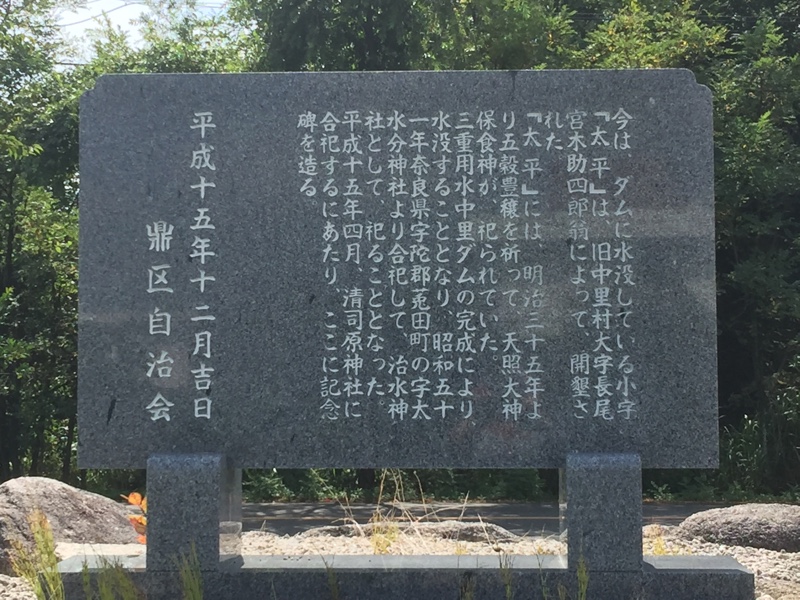 今は、ダムに水没している小字
『太平』は、旧中里村大字長尾
宮木助四郎翁によって、開墾さ
れた
『太平』には、明治三十五年よ
り五穀豊穣を祈って、天照大神
保食神が、祀られていた。
三重用水中里ダムの完成により、
水没することとなり、昭和五十
一年奈良県宇陀郡菟田町の字太
水分神社より合祀して、治水神
社として、祀ることとなった。
平成十五年四月、清司原神社に
合祀するにあたり、ここに記念
碑を造る
平成十五年十二月吉日
鼎区自治会